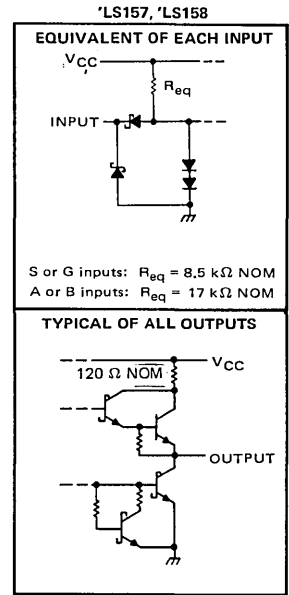 'LS157, 'LS158
EQUIVALENT OF EACH INPUT
VCC
Req
INPUT
S or G inputs: Req = 8.5 kΩ NOM
A or B inputs: Req = 17 kΩ NOM
TYPICAL OF ALL OUTPUTS
VCC
120 Ω NOM
OUTPUT